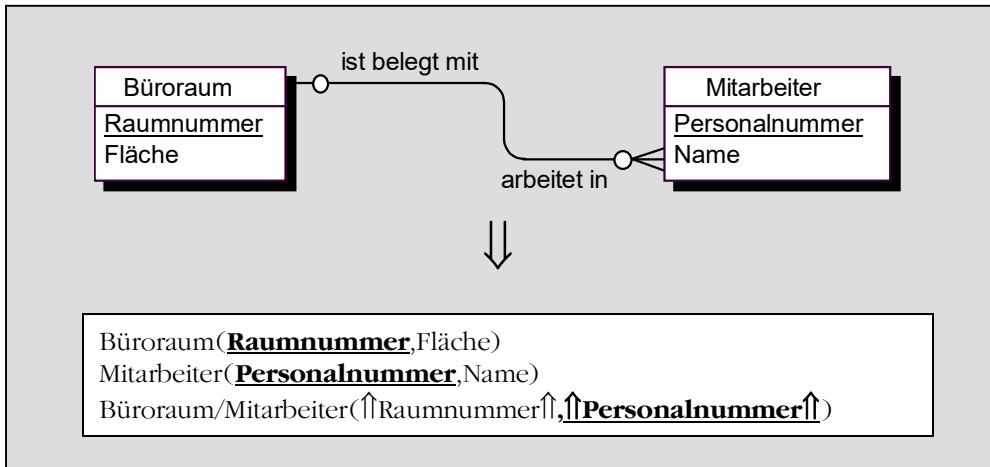 ist belegt mit
Büroraum
Raumnummer
Fläche
Mitarbeiter
Personalnummer
Name
arbeitet in
⇓
Büroraum(Raumnummer,Fläche)
Mitarbeiter(Personalnummer,Name)
Büroraum/Mitarbeiter(⇑Raumnummer⇑,⇑Personalnummer⇑)